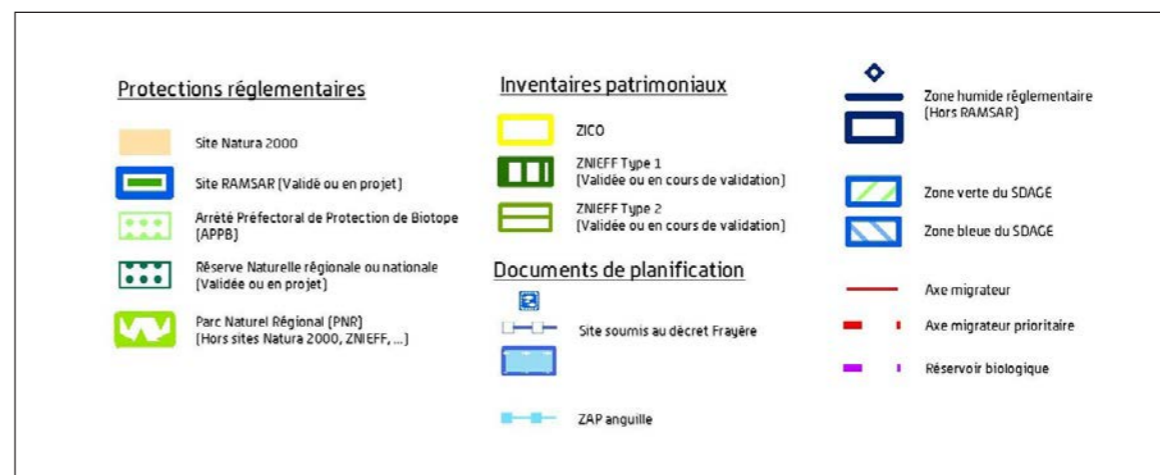 Protections réglementaires
Site Natura 2000
Site RAMSAR (Validé ou en projet)
Arrêté Préfectoral de Protection de Biotope
(APPB)
Réserve Naturelle régionale ou nationale
(Validée ou en projet)
Parc Naturel Régional (PNR)
(Hors sites Natura 2000, ZNIEFF, ...)
Inventaires patrimoniaux
ZICO
ZNIEFF Type 1
(Validée ou en cours de validation)
ZNIEFF Type 2
(Validée ou en cours de validation)
Documents de planification
Site soumis au décret Frayère
ZAP anguille
Zone humide réglementaire
(Hors RAMSAR)
Zone verte du SDAGE
Zone bleue du SDAGE
Axe migrateur
Axe migrateur prioritaire
Réservoir biologique